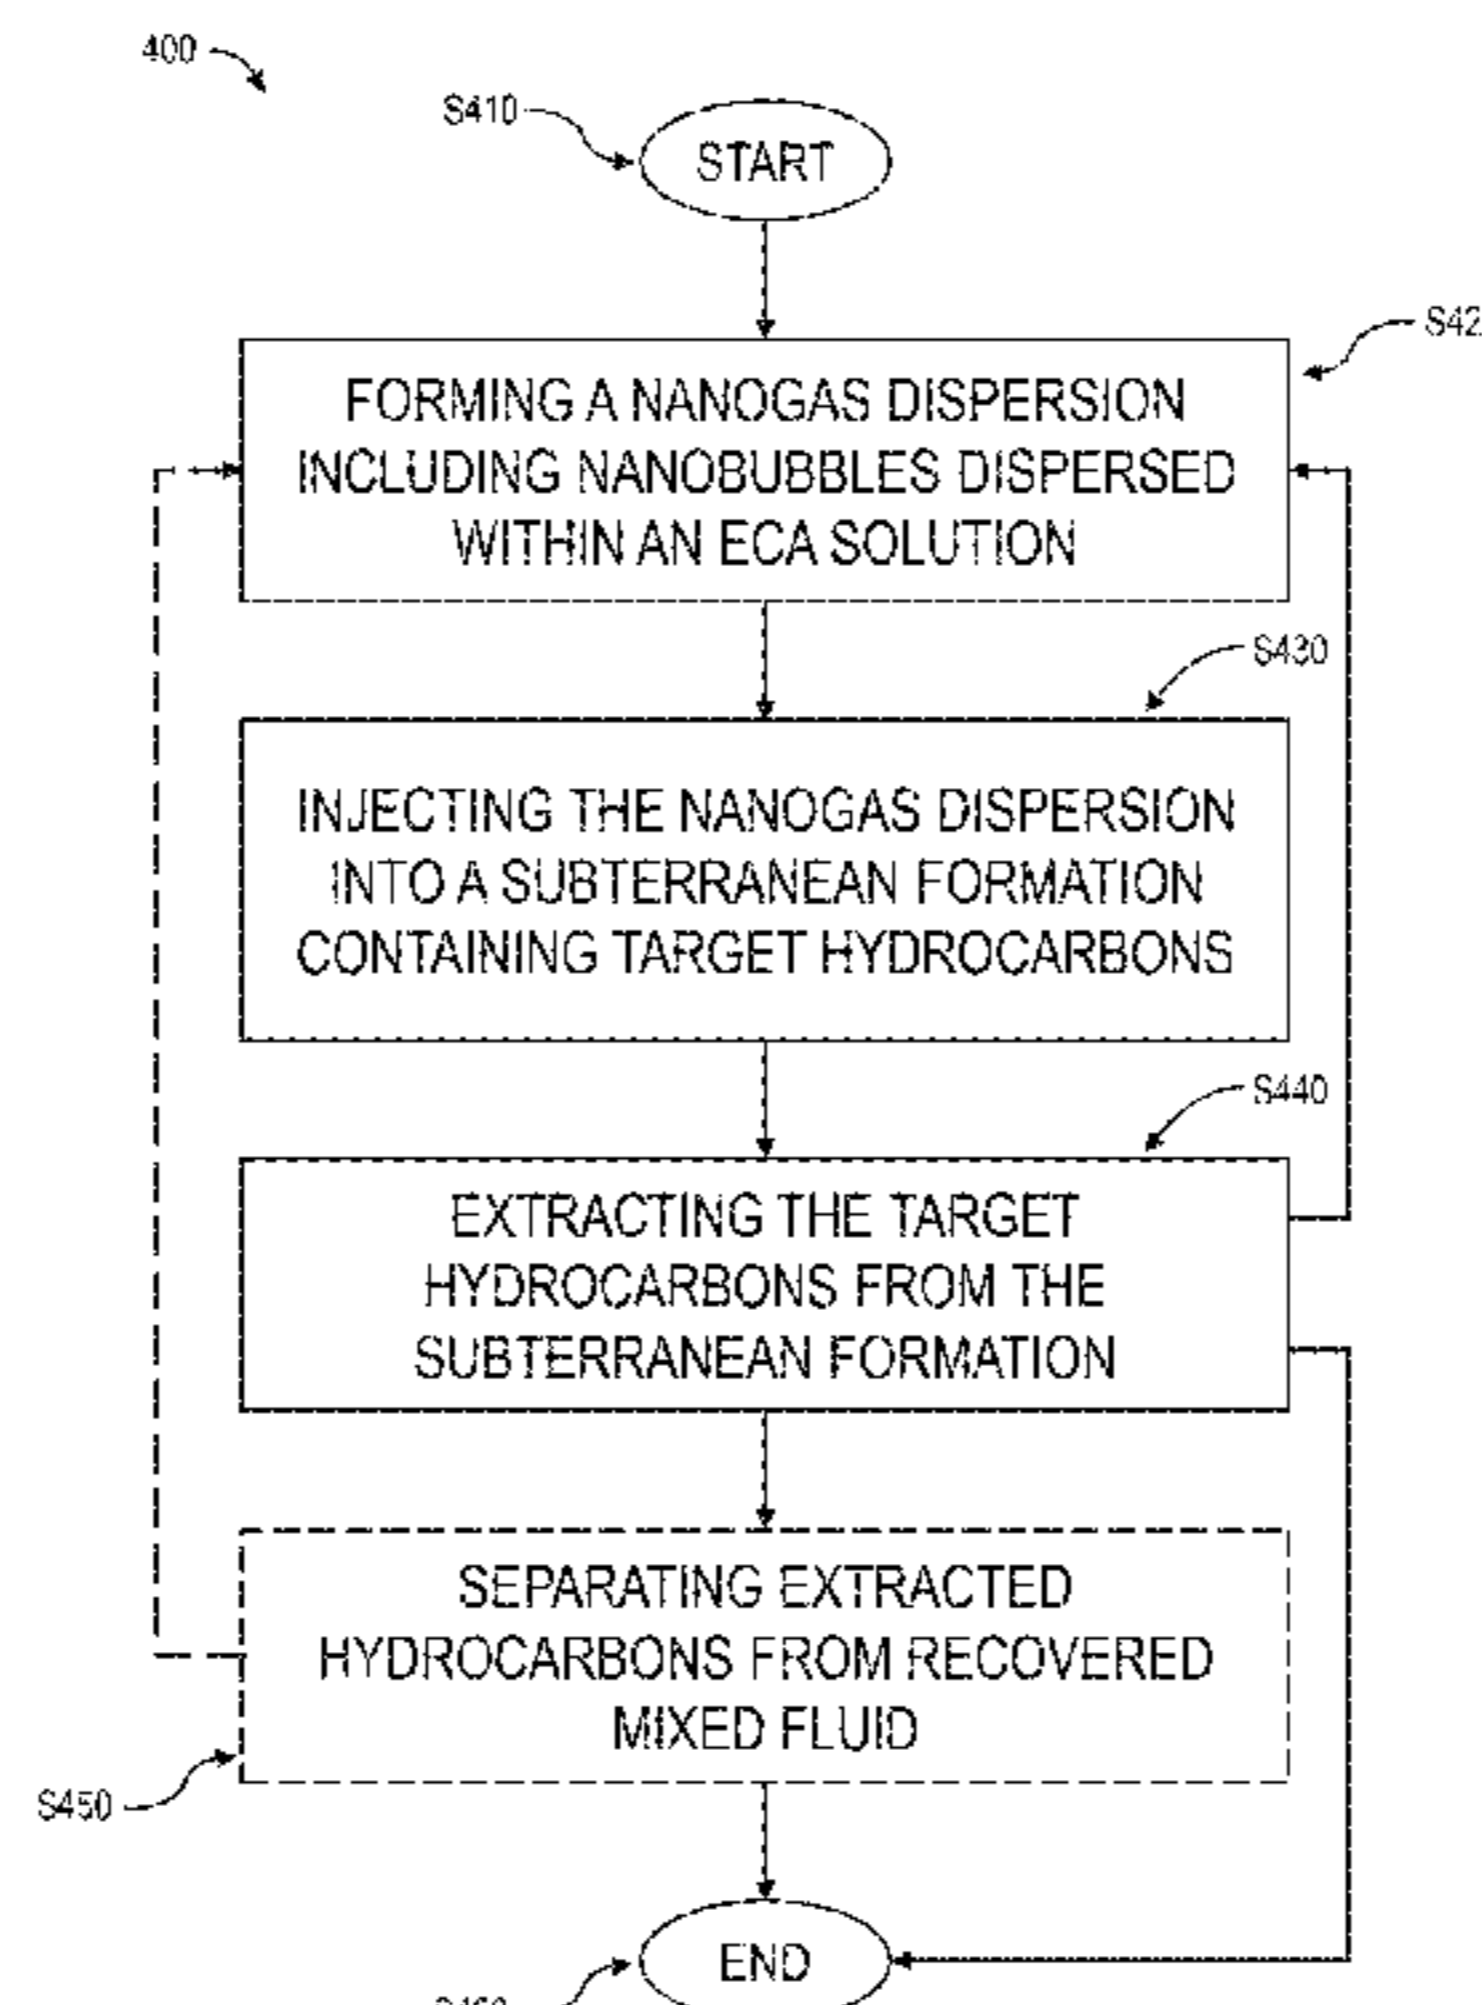 400
S410
START
S42
FORMING A NANOGAS DISPERSION
INCLUDING NANOBUBBLES DISPERSED
WITHIN AN ECA SOLUTION
S430
INJECTING THE NANOGAS DISPERSION
INTO A SUBTERRANEAN FORMATION
CONTAINING TARGET HYDROCARBONS
S440
EXTRACTING THE TARGET
HYDROCARBONS FROM THE
SUBTERRANEAN FORMATION
SEPARATING EXTRACTED
HYDROCARBONS FROM RECOVERED
MIXED FLUID
S450
END